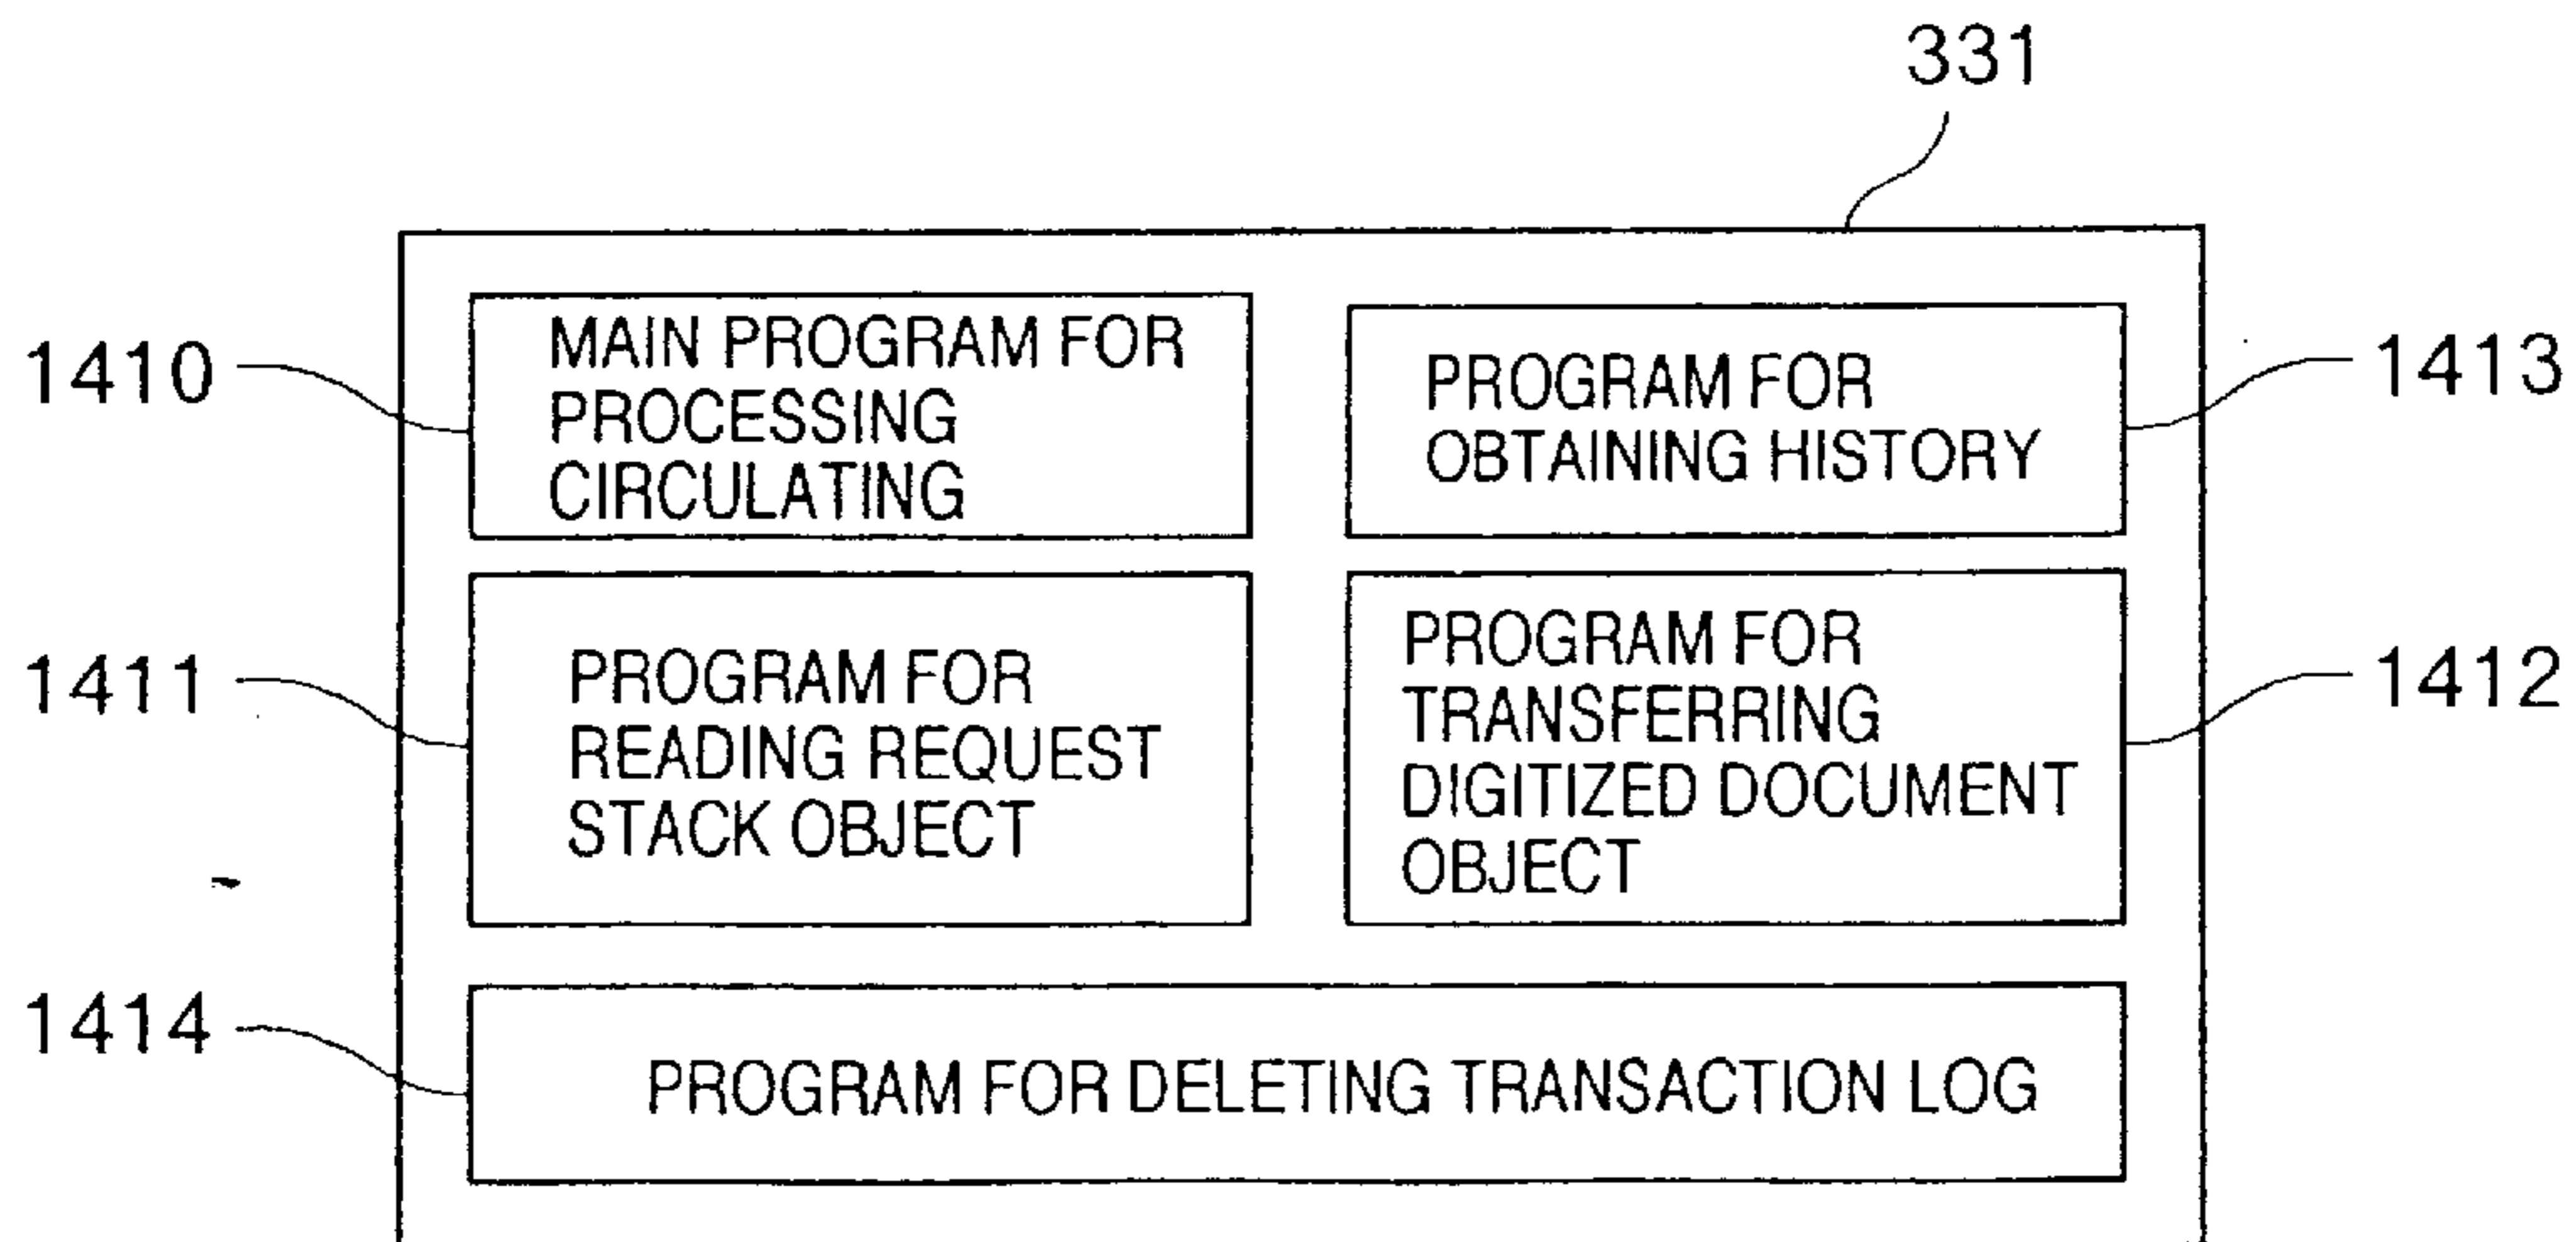 331
1410
MAIN PROGRAM FOR
PROCESSING
CIRCULATING
PROGRAM FOR
OBTAINING HISTORY
1413
1411
PROGRAM FOR
READING REQUEST
STACK OBJECT
PROGRAM FOR
TRANSFERRING
DIGITIZED DOCUMENT
OBJECT
1412
1414
PROGRAM FOR DELETING TRANSACTION LOG